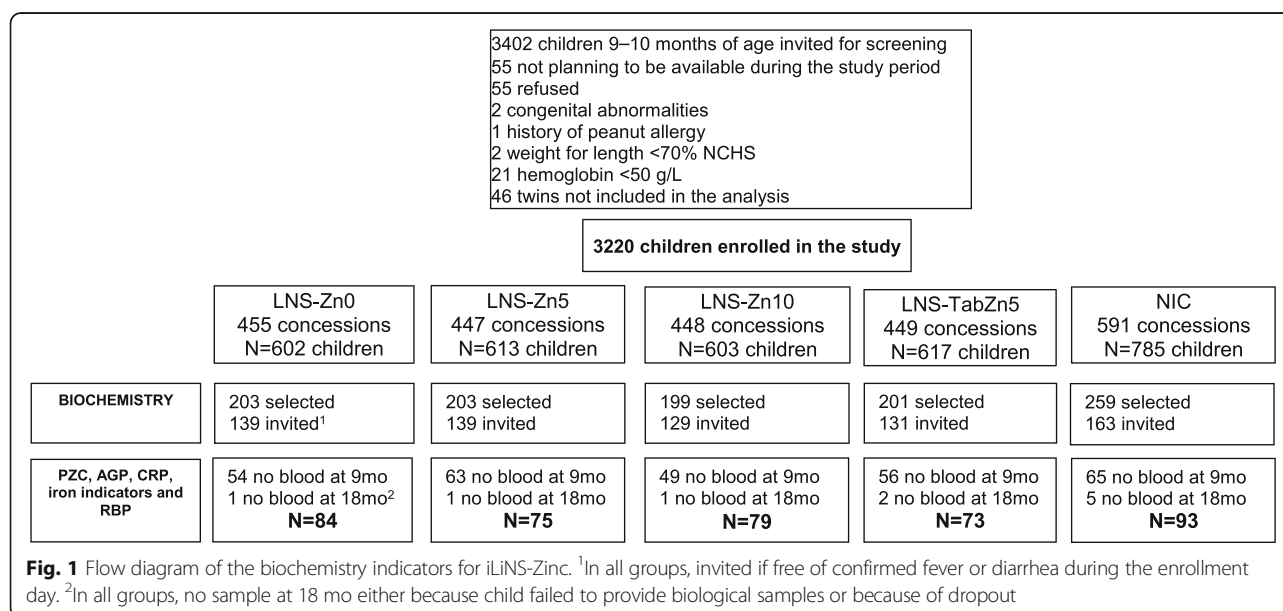 3402 children 9–10 months of age invited for screening
55 not planning to be available during the study period
55 refused
2 congenital abnormalities
1 history of peanut allergy
2 weight for length <70% NCHS
21 hemoglobin <50 g/L
46 twins not included in the analysis
3220 children enrolled in the study
LNS-Zn0
455 concessions
N=602 children
LNS-Zn5
447 concessions
N=613 children
LNS-Zn10
448 concessions
N=603 children
LNS-TabZn5
449 concessions
N=617 children
NIC
591 concessions
N=785 children
BIOCHEMISTRY
203 selected
139 invited¹
203 selected
139 invited
199 selected
129 invited
201 selected
131 invited
259 selected
163 invited
PZC, AGP, CRP,
iron indicators and
RBP
54 no blood at 9mo
1 no blood at 18mo²
N=84
63 no blood at 9mo
1 no blood at 18mo
N=75
49 no blood at 9mo
1 no blood at 18mo
N=79
56 no blood at 9mo
2 no blood at 18mo
N=73
65 no blood at 9mo
5 no blood at 18mo
N=93
Fig. 1 Flow diagram of the biochemistry indicators for iLiNS-Zinc. ¹In all groups, invited if free of confirmed fever or diarrhea during the enrollment
day. ²In all groups, no sample at 18 mo either because child failed to provide biological samples or because of dropout